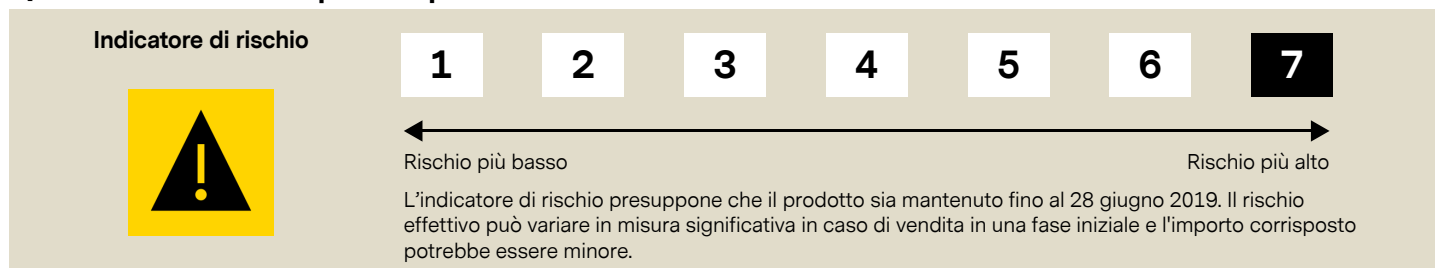 Indicatore di rischio
1 2 3 4 5 6 7
Rischio più basso Rischio più alto
L'indicatore di rischio presuppone che il prodotto sia mantenuto fino al 28 giugno 2019. Il rischio
effettivo può variare in misura significativa in caso di vendita in una fase iniziale e l'importo corrisposto
potrebbe essere minore.